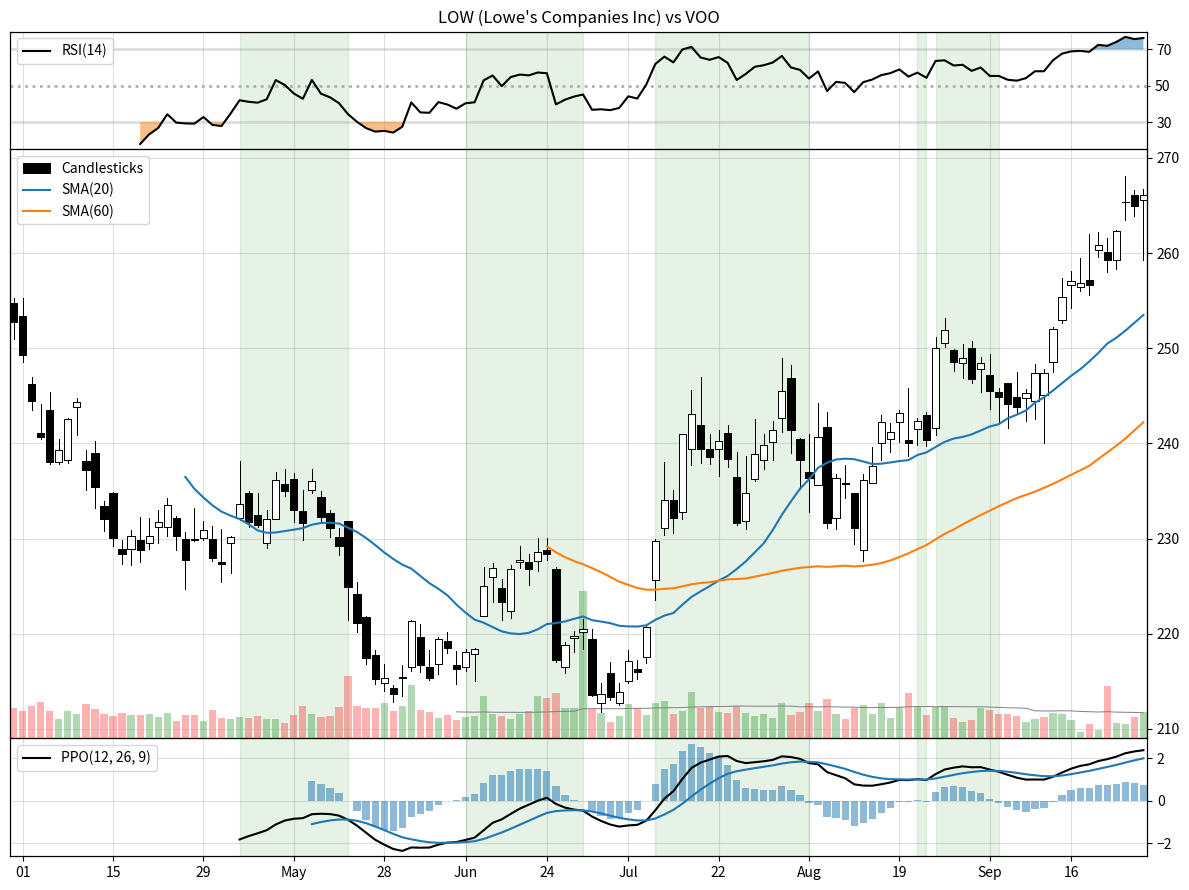 LOW (Lowe's Companies Inc) vs VOO
RSI(14)
70
50
30
Candlesticks
SMA(20)
SMA(60)
270
260
250
240
230
220
210
PPO(12, 26, 9)
2
0
−2
01 15 29 May 28 Jun 24 Jul 22 Aug 19 Sep 16